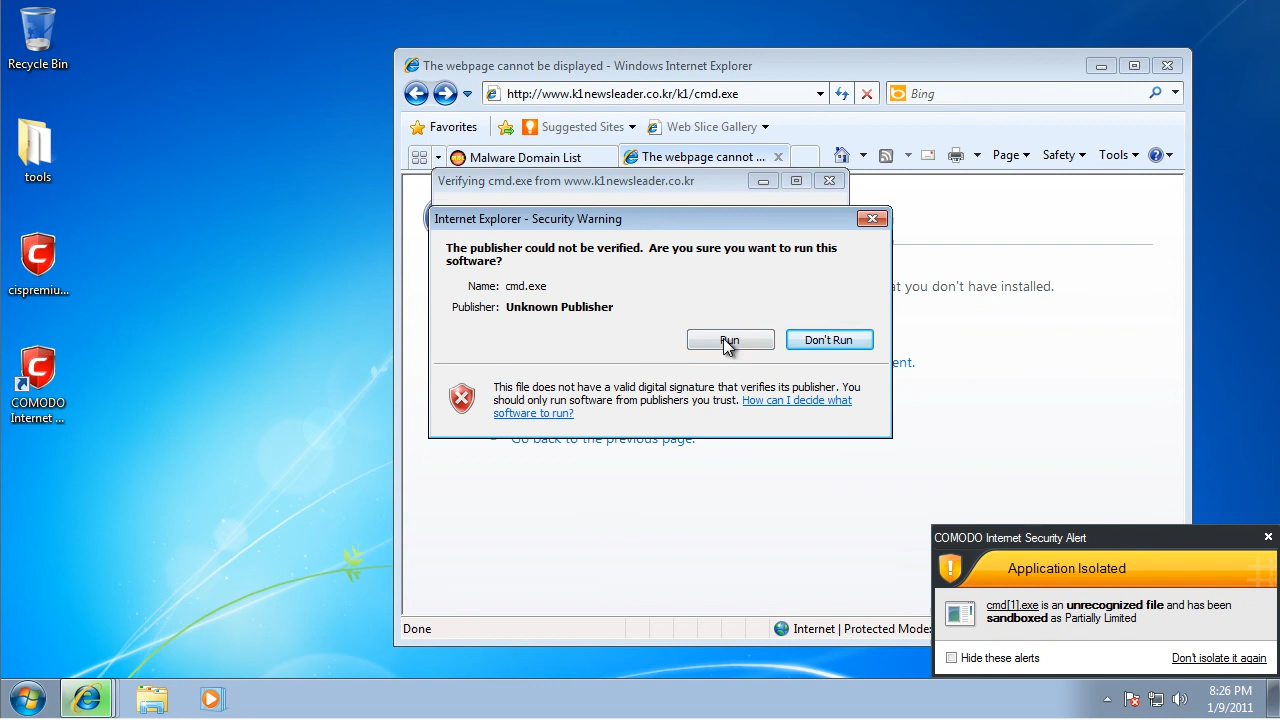 Recycle Bin
tools
cispremiu...
COMODO
Internet ...
The webpage cannot be displayed - Windows Internet Explorer
http://www.k1newsleader.co.kr/k1/cmd.exe
Bing
Favorites
Suggested Sites
Web Slice Gallery
Malware Domain List
The webpage cannot ...
Page
Safety
Tools
Verifying cmd.exe from www.k1newsleader.co.kr
Internet Explorer - Security Warning
The publisher could not be verified. Are you sure you want to run this
software?
Name: cmd.exe
Publisher: Unknown Publisher
Run
Don't Run
This file does not have a valid digital signature that verifies its publisher. You
should only run software from publishers you trust. How can I decide what
software to run?
at you don't have installed.
ent.
Go back to the previous page.
Done
Internet | Protected Mode:
COMODO Internet Security Alert
Application Isolated
cmd[1].exe is an unrecognized file and has been
sandboxed as Partially Limited
Hide these alerts
Don't isolate it again
8:26 PM
1/9/2011